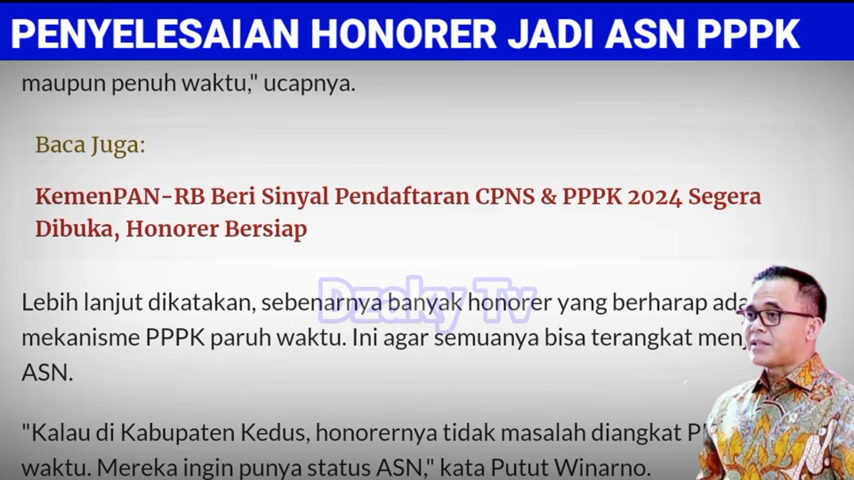 PENYELESAIAN HONORER JADI ASN PPPK
maupun penuh waktu," ucapnya.
Baca Juga:
KemenPAN-RB Beri Sinyal Pendaftaran CPNS & PPPK 2024 Segera
Dibuka, Honorer Bersiap
Dzaky Tv
Lebih lanjut dikatakan, sebenarnya banyak honorer yang berharap ada
mekanisme PPPK paruh waktu. Ini agar semuanya bisa terangkat
ASN.
"Kalau di Kabupaten Kedus, honorernya tidak masalah diangkat
waktu. Mereka ingin punya status ASN," kata Putut Winarno.